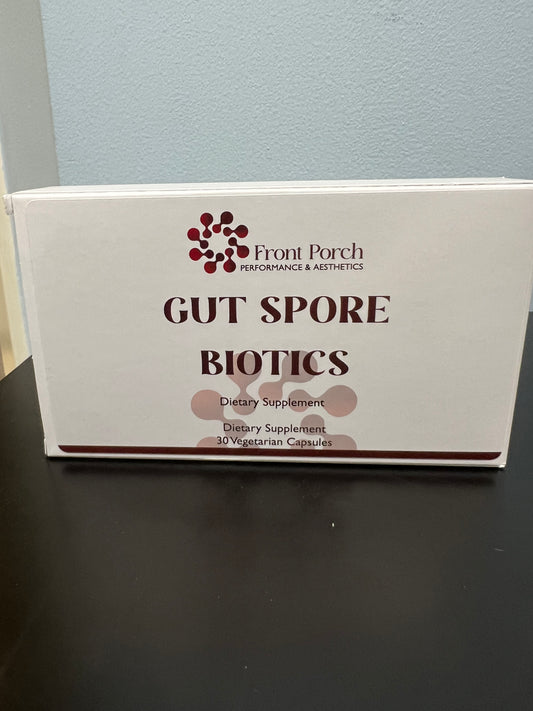 Front Porch
PERFORMANCE & AESTHETICS
GUT SPORE
BIOTICS
Dietary Supplement
Dietary Supplement
30 Vegetarian Capsules